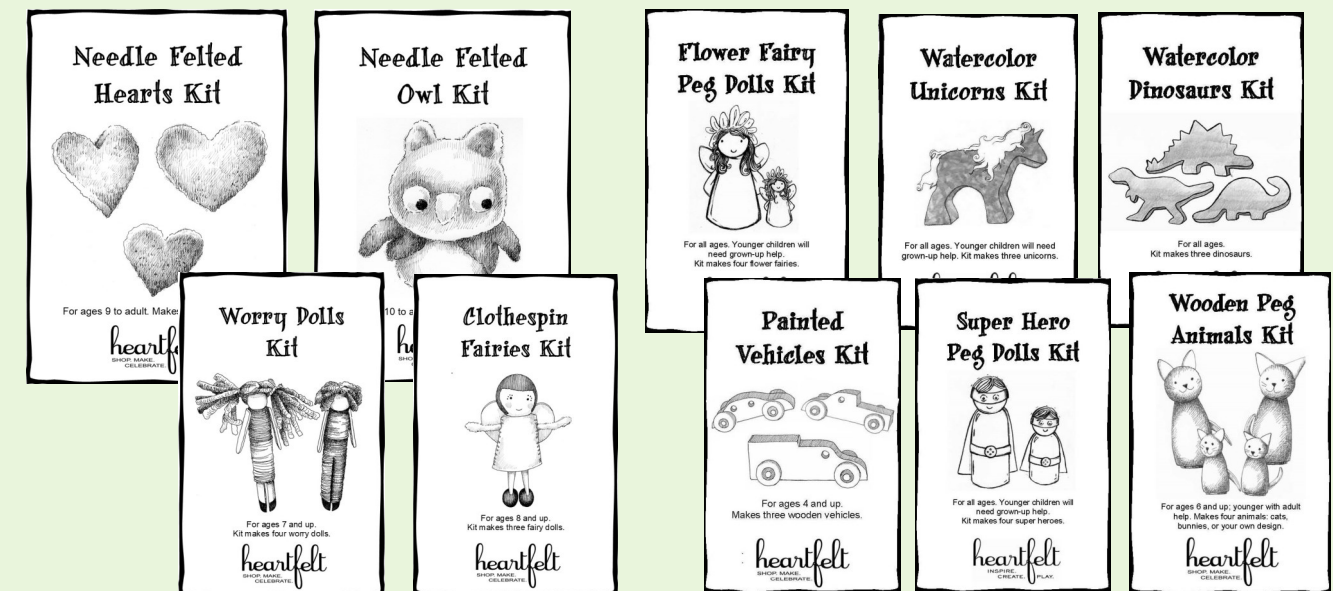 Needle Felted
Hearts Kit
For ages 9 to adult. Makes
heartf
SHOP. MAKE.
CELEBRATE.
Needle Felted
Owl Kit
10 to a
SHO
Worry Dolls
Kit
For ages 7 and up.
Kit makes four worry dolls.
heartfelt
SHOP. MAKE.
CELEBRATE.
Clothespin
Fairies Kit
For ages 8 and up.
Kit makes three fairy dolls.
heartfelt
SHOP. MAKE.
CELEBRATE.
Flower Fairy
Peg Dolls Kit
For all ages. Younger children will
need grown-up help.
Kit makes four flower fairies.
Watercolor
Unicorns Kit
For all ages. Younger children will need
grown-up help. Kit makes three unicorns.
Watercolor
Dinosaurs Kit
For all ages.
Kit makes three dinosaurs.
Painted
Vehicles Kit
For ages 4 and up.
Makes three wooden vehicles.
heartfelt
SHOP. MAKE.
CELEBRATE.
Super Hero
Peg Dolls Kit
For all ages. Younger children will
need grown-up help.
Kit makes four super heroes.
heartfelt
INSPIRE.
CREATE. PLAY.
Wooden Peg
Animals Kit
For ages 6 and up; younger with adult
help. Makes four animals: cats,
bunnies, or your own design.
heartfelt
SHOP. MAKE.
CELEBRATE.